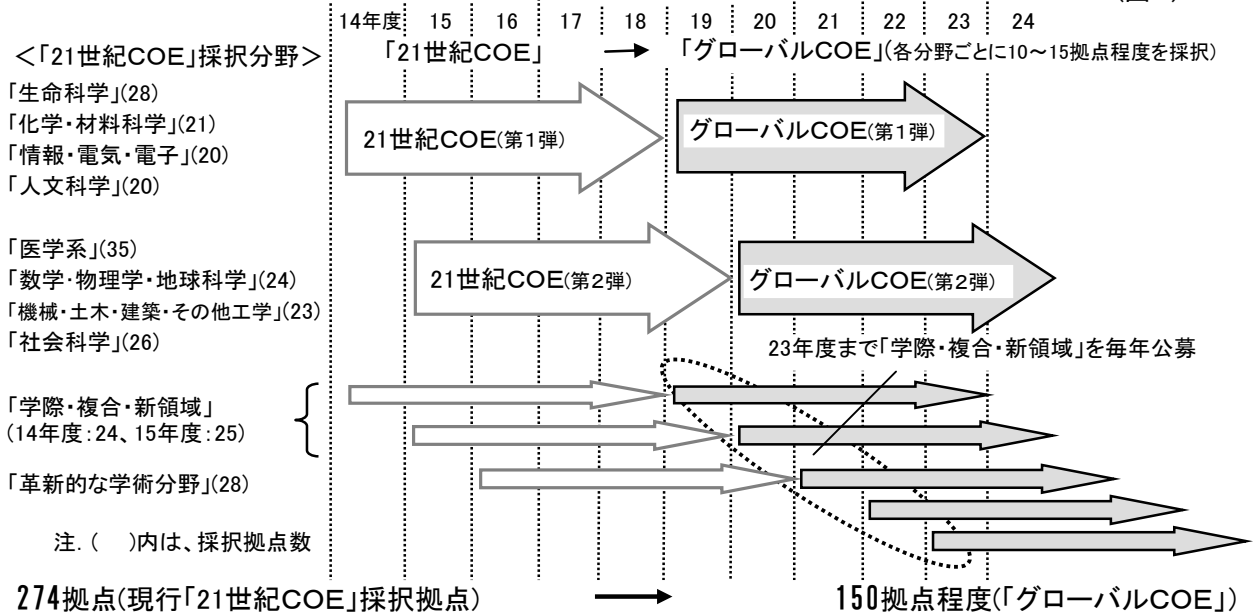 14年度 15 16 17 18 19 20 21 22 23 24
＜「21世紀COE」採択分野＞ 「21世紀COE」 → 「グローバルCOE」(各分野ごとに10～15拠点程度を採択)
「生命科学」(28)
「化学・材料科学」(21)
「情報・電気・電子」(20)
「人文科学」(20)
21世紀COE(第1弾) グローバルCOE(第1弾)
「医学系」(35)
「数学・物理学・地球科学」(24)
「機械・土木・建築・その他工学」(23)
「社会科学」(26)
21世紀COE(第2弾) グローバルCOE(第2弾)
23年度まで「学際・複合・新領域」を毎年公募
「学際・複合・新領域」
(14年度：24、15年度：25)
「革新的な学術分野」(28)
注．(　)内は、採択拠点数
274拠点(現行「21世紀COE」採択拠点) → 150拠点程度(「グローバルCOE」)